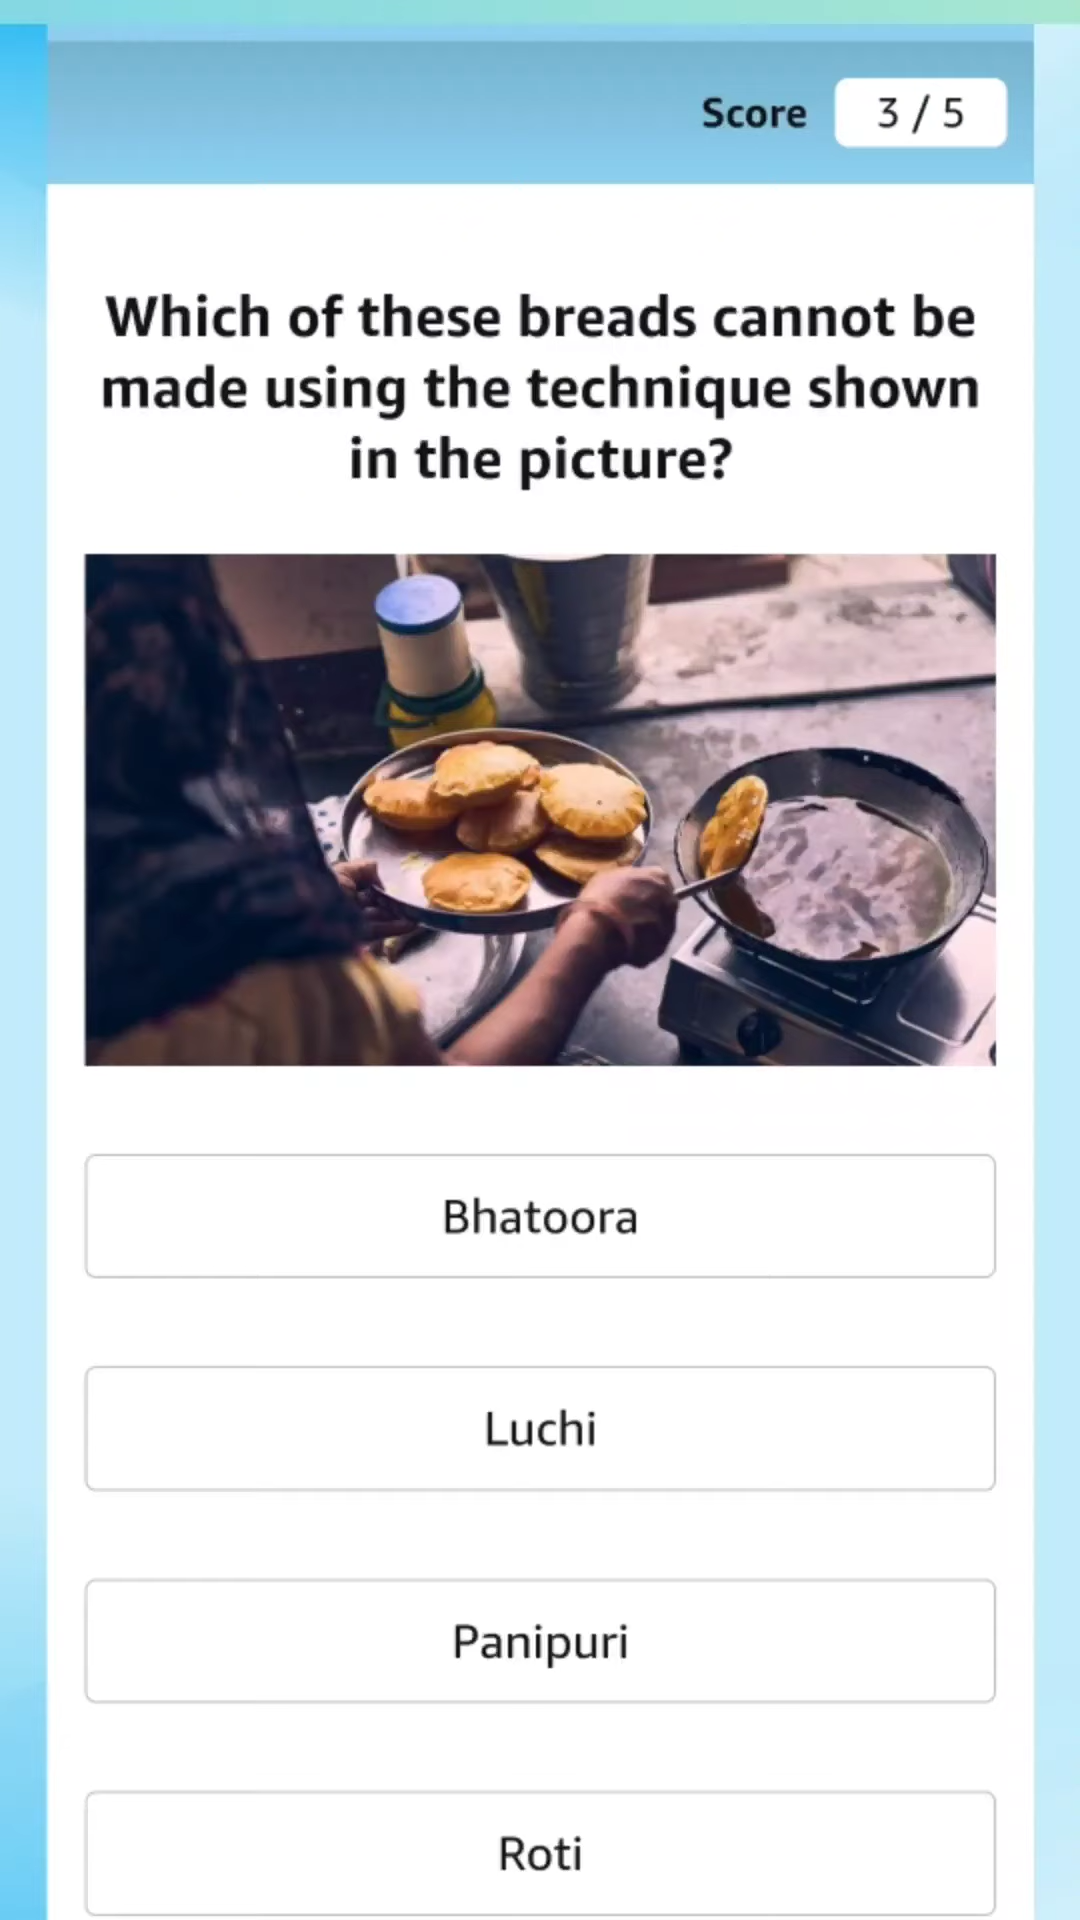 Score 3 / 5
Which of these breads cannot be
made using the technique shown
in the picture?
Bhatoora
Luchi
Panipuri
Roti